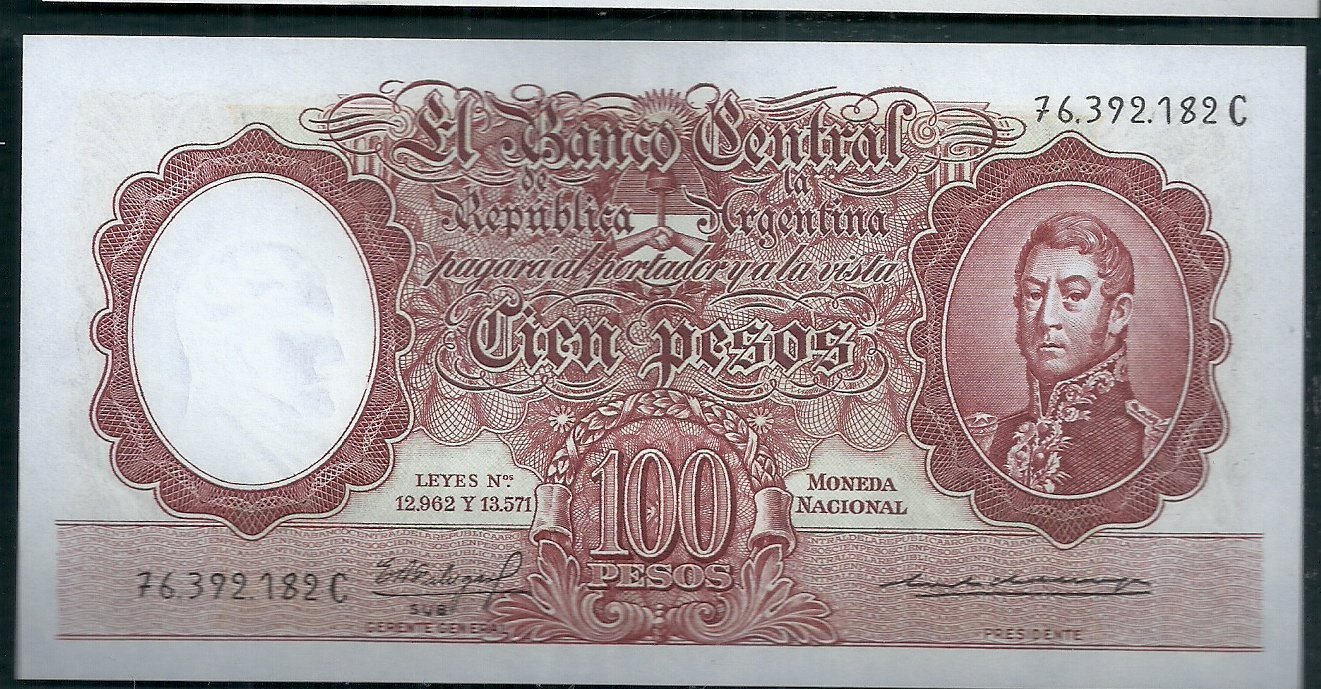 76.392.182 C
El Banco Central
de la
República Argentina
pagará al portador y a la vista
Cien pesos
LEYES Nos.
12.962 Y 13.571
MONEDA
NACIONAL
100
PESOS
76.392.182 C
SUB
GERENTE GENERAL
PRESIDENTE